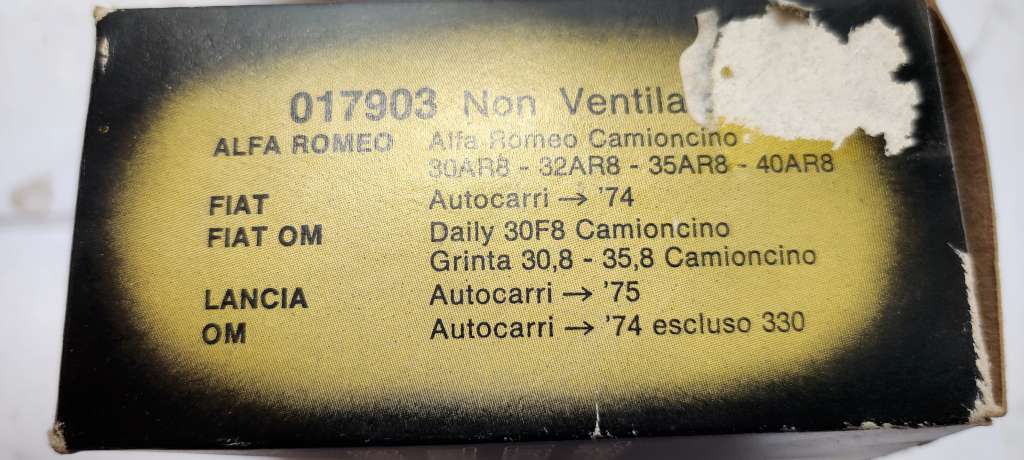 017903 Non
ALFA ROMEO Alfa Romeo Camioncino
30AR8 - 32AR8 - 35AR8 - 40AR8
FIAT Autocarri → '74
FIAT OM Daily 30F8 Camioncino
Grinta 30,8 - 35,8 Camioncino
LANCIA Autocarri → '75
OM Autocarri → '74 escluso 330